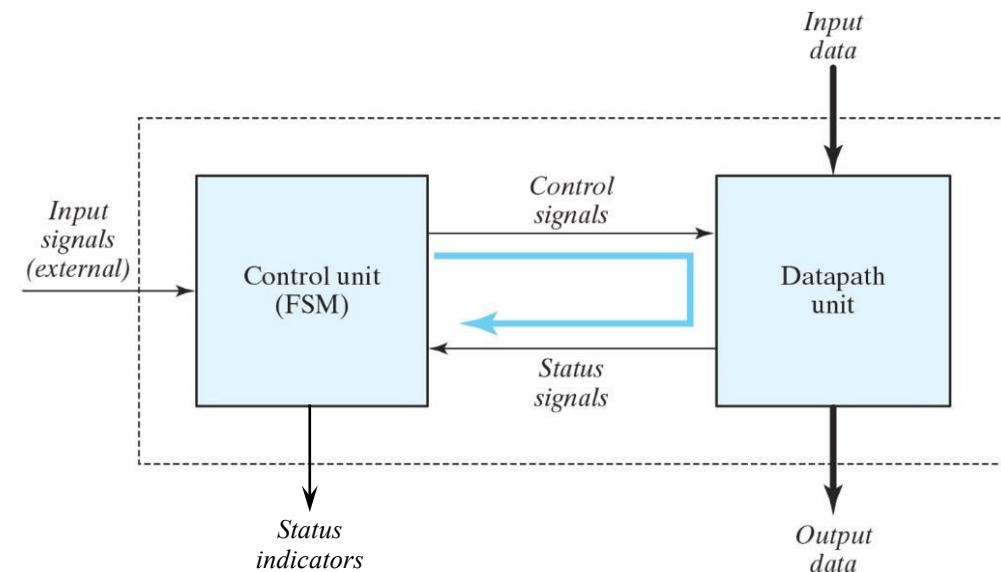 Input
data
Control
signals
Input
signals
(external)
Control unit
(FSM)
Datapath
unit
Status
signals
Status
indicators
Output
data